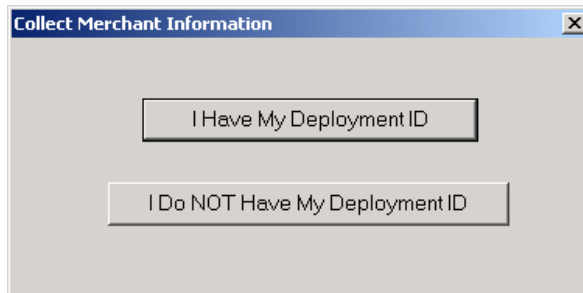 Collect Merchant Information
I Have My Deployment ID
I Do NOT Have My Deployment ID